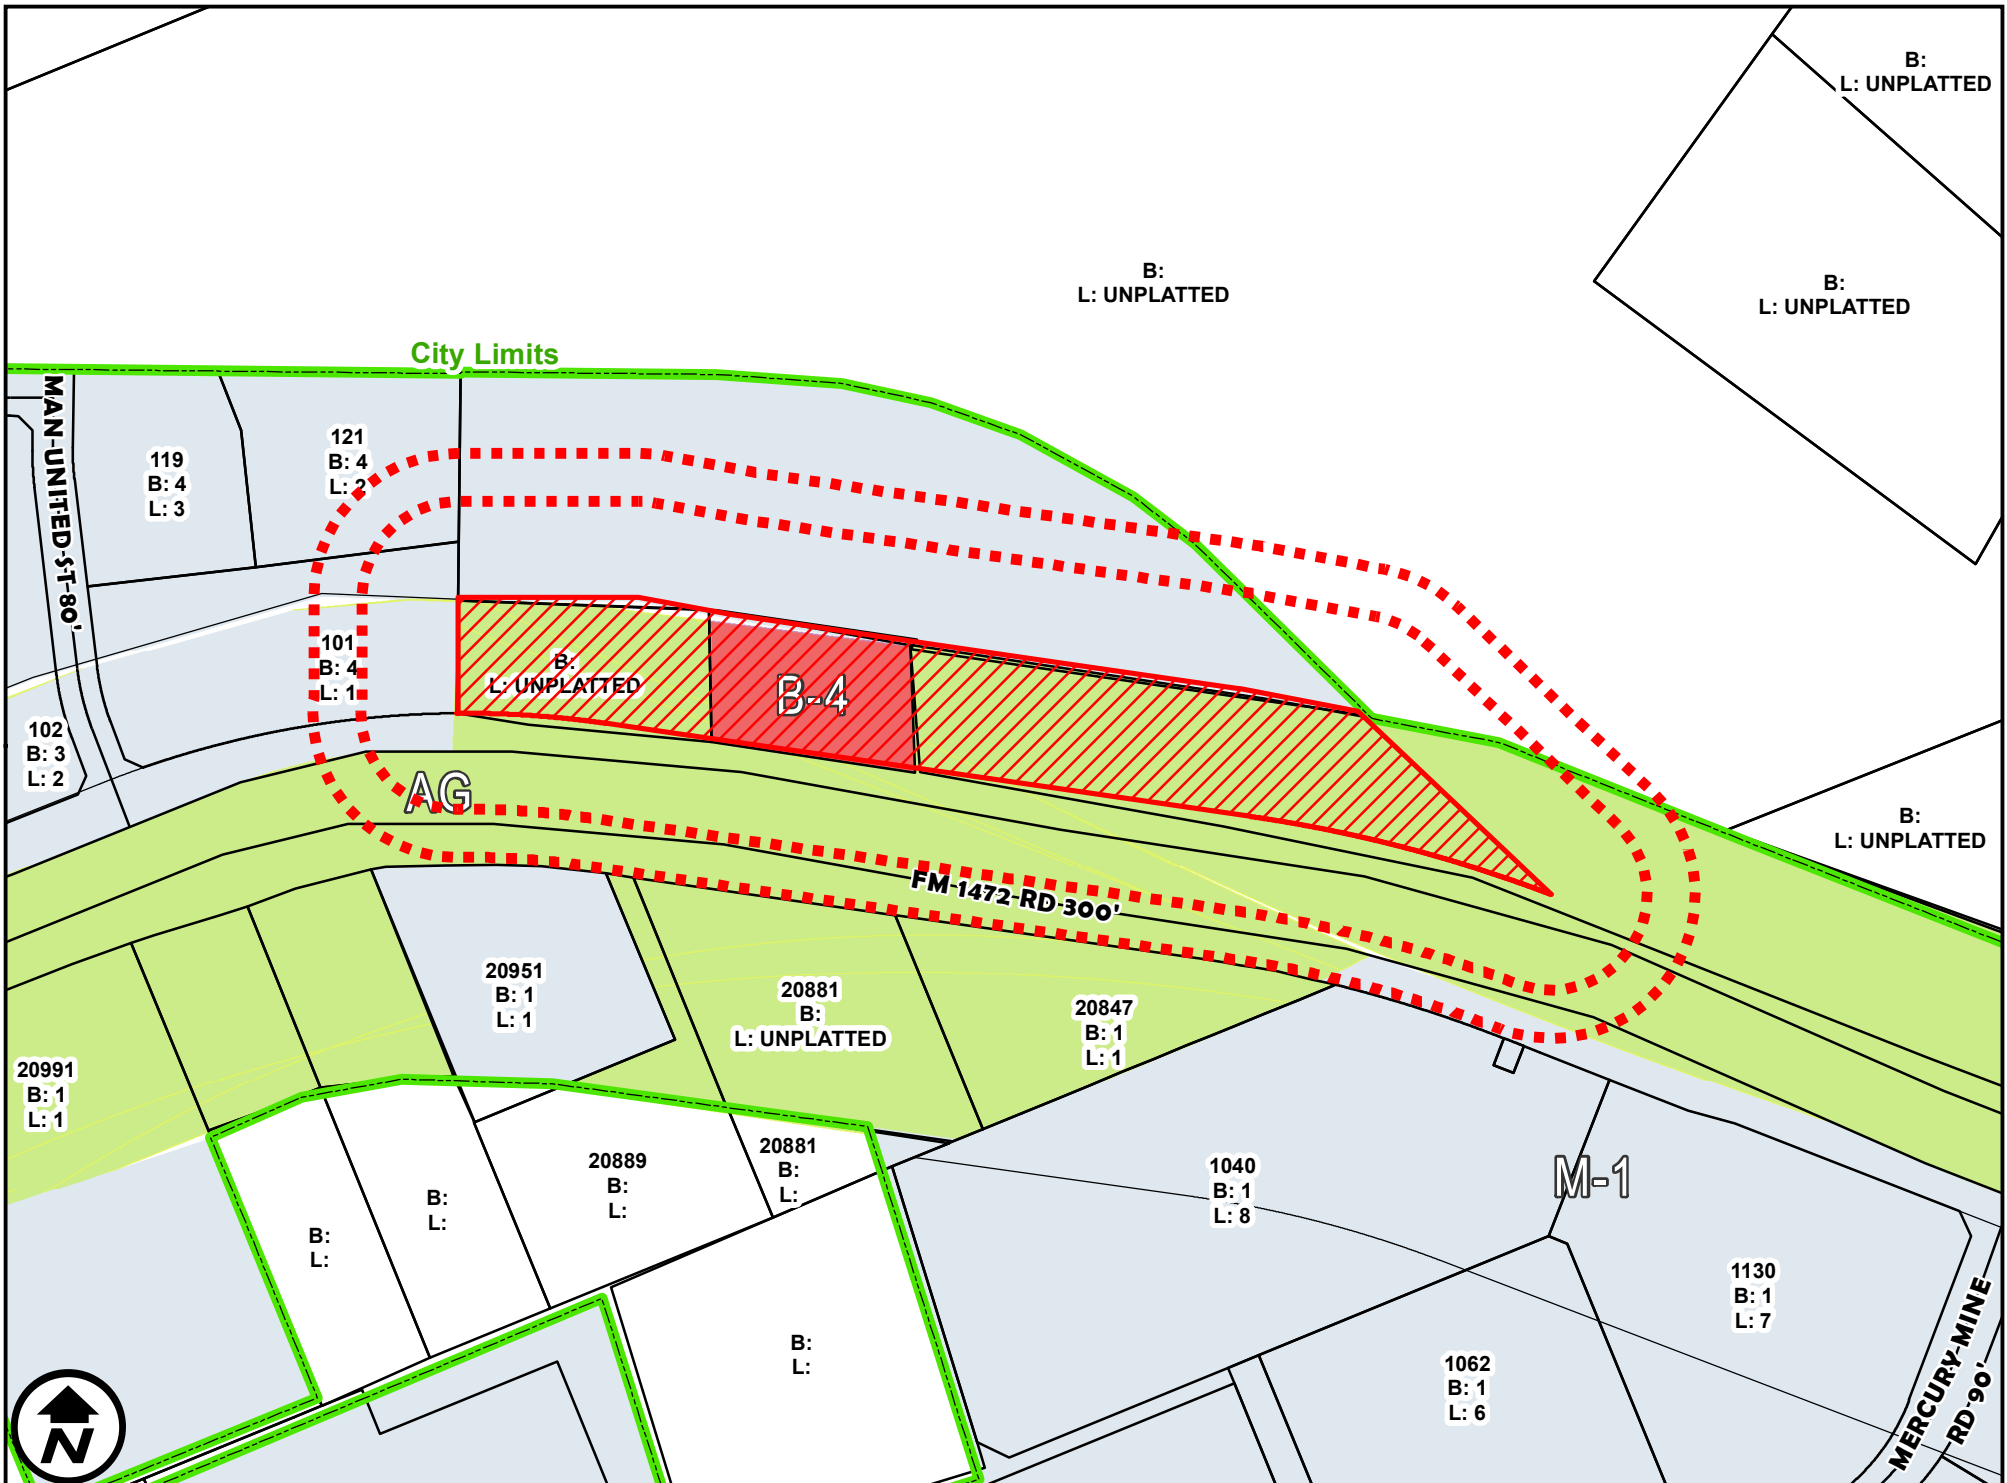 B:
L: UNPLATTED
B:
L: UNPLATTED
B:
L: UNPLATTED
City Limits
MAN-UNITED-ST-80'
119
B: 4
L: 3
121
B: 4
L: 2
101
B: 4
L: 1
B:
L: UNPLATTED
B-4
102
B: 3
L: 2
AG
B:
L: UNPLATTED
FM 1472-RD 300'
20951
B: 1
L: 1
20881
B:
L: UNPLATTED
20847
B: 1
L: 1
20991
B: 1
L: 1
20889
B:
L:
20881
B:
L:
1040
B: 1
L: 8
M-1
B:
L:
B:
L:
1130
B: 1
L: 7
B:
L:
1062
B: 1
L: 6
MERCURY-MINE
RD-90'
N